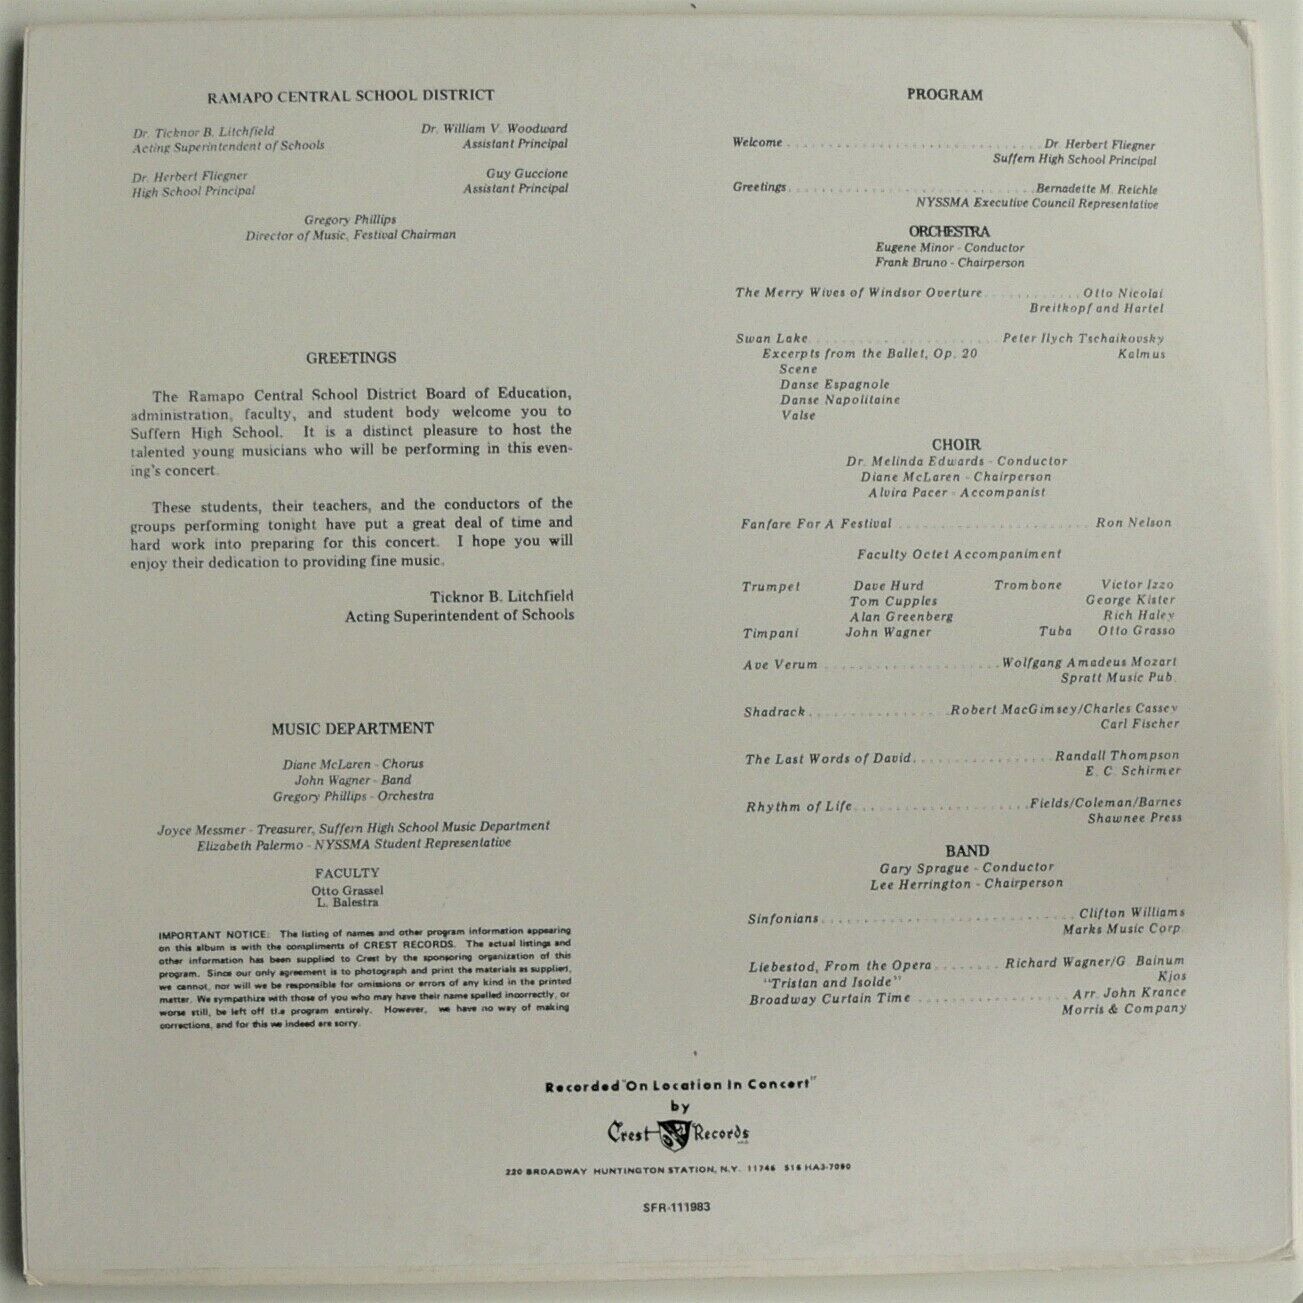 RAMAPO CENTRAL SCHOOL DISTRICT
Dr. Ticknor B. Litchfield
Acting Superintendent of Schools
Dr. William V. Woodward
Assistant Principal
Dr. Herbert Fliegner
High School Principal
Guy Guccione
Assistant Principal
Gregory Phillips
Director of Music, Festival Chairman
GREETINGS
The Ramapo Central School District Board of Education,
administration, faculty, and student body welcome you to
Suffern High School. It is a distinct pleasure to host the
talented young musicians who will be performing in this even-
ing's concert.
These students, their teachers, and the conductors of the
groups performing tonight have put a great deal of time and
hard work into preparing for this concert. I hope you will
enjoy their dedication to providing fine music.
Ticknor B. Litchfield
Acting Superintendent of Schools
MUSIC DEPARTMENT
Diane McLaren - Chorus
John Wagner - Band
Gregory Phillips - Orchestra
Joyce Messmer - Treasurer, Suffern High School Music Department
Elizabeth Palermo - NYSSMA Student Representative
FACULTY
Otto Grassel
L. Balestra
IMPORTANT NOTICE: The listing of names and other program information appearing
on this album is with the compliments of CREST RECORDS. The actual listings and
other information has been supplied to Crest by the sponsoring organization of this
program. Since our only agreement is to photograph and print the materials as supplied,
we cannot, nor will we be responsible for omissions or errors of any kind in the printed
matter. We sympathize with those of you who may have their name spelled incorrectly, or
worse still, be left off the program entirely. However, we have no way of making
corrections, and for this we indeed are sorry.
PROGRAM
Welcome . . . . . . . . . . Dr. Herbert Fliegner
Suffern High School Principal
Greetings . . . . . . . . . . Bernadette M. Reichle
NYSSMA Executive Council Representative
ORCHESTRA
Eugene Minor - Conductor
Frank Bruno - Chairperson
The Merry Wives of Windsor Overture . . . . . . . . . . Otto Nicolai
Breitkopf and Hartel
Swan Lake . . . . . . . . . . Peter Ilych Tschaikovsky
Excerpts from the Ballet, Op. 20 Kalmus
Scene
Danse Espagnole
Danse Napolitaine
Valse
CHOIR
Dr. Melinda Edwards - Conductor
Diane McLaren - Chairperson
Alvira Pacer - Accompanist
Fanfare For A Festival . . . . . . . . . . Ron Nelson
Faculty Octet Accompaniment
Trumpet Dave Hurd Trombone Victor Izzo
Tom Cupples George Kister
Alan Greenberg Rich Haley
Timpani John Wagner Tuba Otto Grasso
Ave Verum . . . . . . . . . . Wolfgang Amadeus Mozart
Spratt Music Pub.
Shadrack . . . . . . . . . . Robert MacGimsey/Charles Cassey
Carl Fischer
The Last Words of David . . . . . . . . . . Randall Thompson
E. C. Schirmer
Rhythm of Life . . . . . . . . . . Fields/Coleman/Barnes
Shawnee Press
BAND
Gary Sprague - Conductor
Lee Herrington - Chairperson
Sinfonians . . . . . . . . . . Clifton Williams
Marks Music Corp.
Liebestod, From the Opera . . . . . . . . . . Richard Wagner/G. Bainum
"Tristan and Isolde" Kjos
Broadway Curtain Time . . . . . . . . . . Arr. John Krance
Morris & Company
Recorded "On Location In Concert"
by
Crest Records
220 BROADWAY HUNTINGTON STATION, N.Y. 11746 516 HA3-7090
SFR-111983